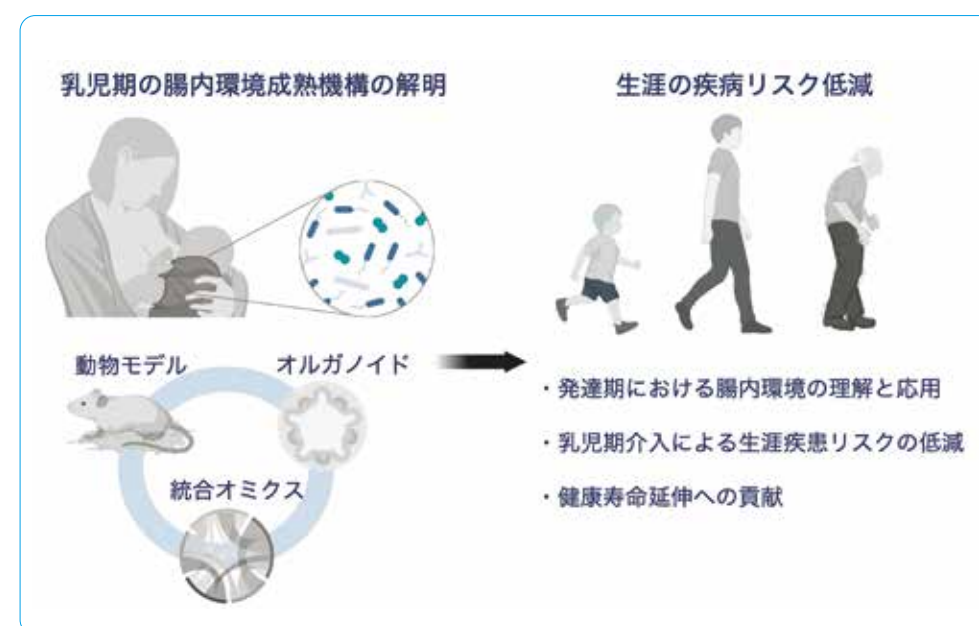 乳児期の腸内環境成熟機構の解明
生涯の疾病リスク低減
動物モデル
オルガノイド
統合オミクス
・発達期における腸内環境の理解と応用
・乳児期介入による生涯疾患リスクの低減
・健康寿命延伸への貢献